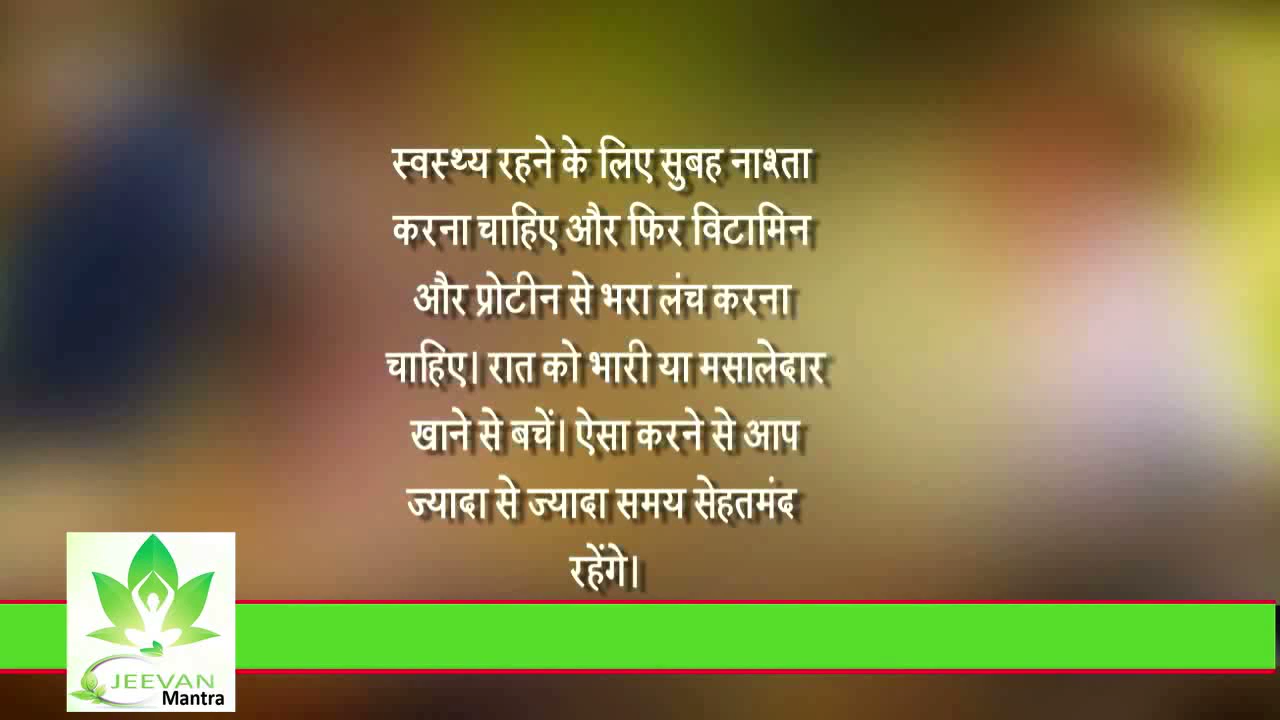 स्वस्थ्य रहने के लिए सुबह नाश्ता
करना चाहिए और फिर विटामिन
और प्रोटीन से भरा लंच करना
चाहिए। रात को भारी या मसालेदार
खाने से बचें। ऐसा करने से आप
ज्यादा से ज्यादा समय सेहतमंद
रहेंगे।
JEEVAN
Mantra